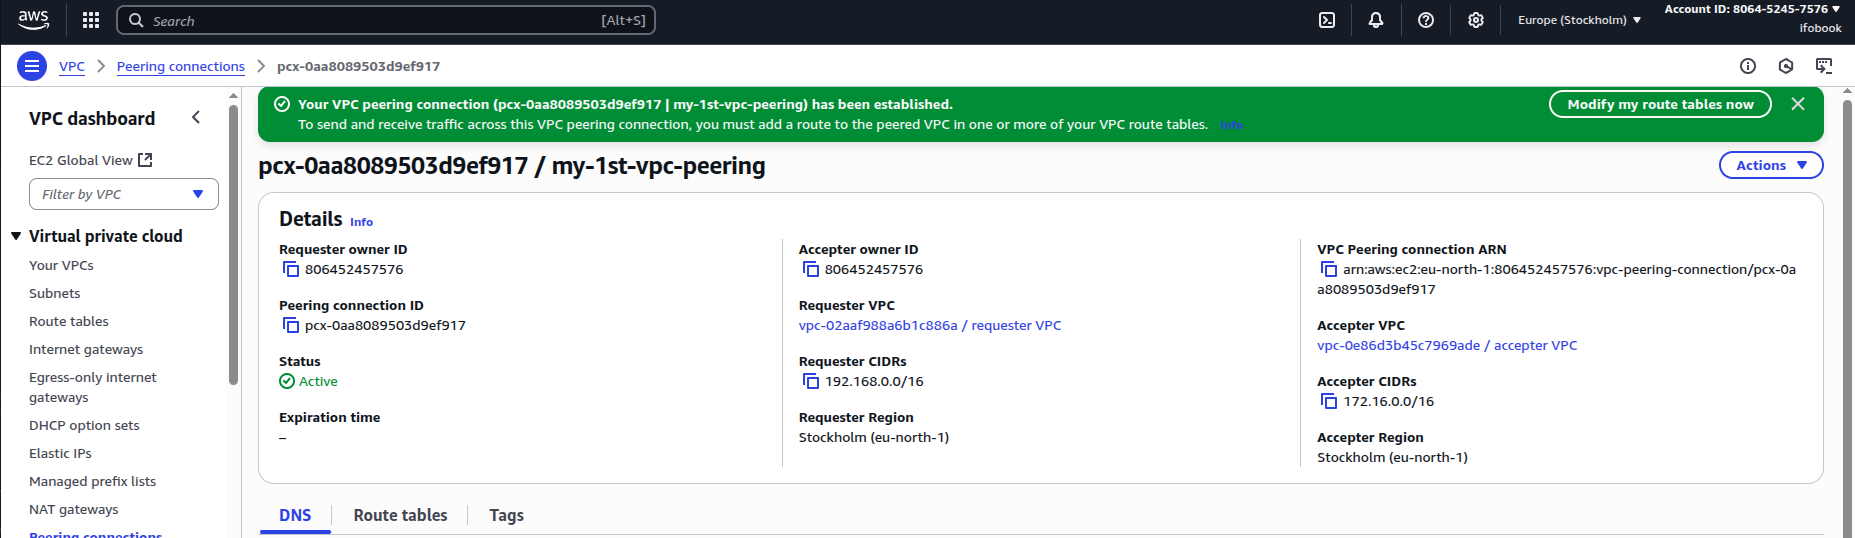 aws
Search [Alt+S]
Europe (Stockholm)
Account ID: 8064-5245-7576
ifobook
VPC > Peering connections > pcx-0aa8089503d9ef917
VPC dashboard
EC2 Global View
Filter by VPC
Virtual private cloud
Your VPCs
Subnets
Route tables
Internet gateways
Egress-only internet
gateways
DHCP option sets
Elastic IPs
Managed prefix lists
NAT gateways
Peering connections
Your VPC peering connection (pcx-0aa8089503d9ef917 | my-1st-vpc-peering) has been established.
To send and receive traffic across this VPC peering connection, you must add a route to the peered VPC in one or more of your VPC route tables. Info
Modify my route tables now
pcx-0aa8089503d9ef917 / my-1st-vpc-peering
Actions
Details Info
Requester owner ID
806452457576
Peering connection ID
pcx-0aa8089503d9ef917
Status
Active
Expiration time
–
Accepter owner ID
806452457576
Requester VPC
vpc-02aaf988a6b1c886a / requester VPC
Requester CIDRs
192.168.0.0/16
Requester Region
Stockholm (eu-north-1)
VPC Peering connection ARN
arn:aws:ec2:eu-north-1:806452457576:vpc-peering-connection/pcx-0a
a8089503d9ef917
Accepter VPC
vpc-0e86d3b45c7969ade / accepter VPC
Accepter CIDRs
172.16.0.0/16
Accepter Region
Stockholm (eu-north-1)
DNS
Route tables
Tags